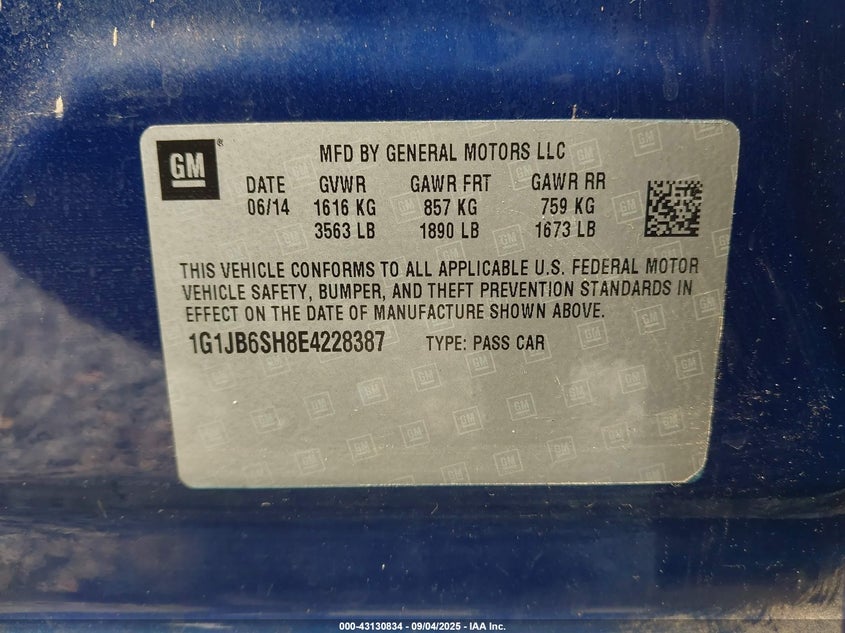 GM ®
MFD BY GENERAL MOTORS LLC
DATE GVWR GAWR FRT GAWR RR
06/14 1616 KG 857 KG 759 KG
3563 LB 1890 LB 1673 LB
THIS VEHICLE CONFORMS TO ALL APPLICABLE U.S. FEDERAL MOTOR
VEHICLE SAFETY, BUMPER, AND THEFT PREVENTION STANDARDS IN
EFFECT ON THE DATE OF MANUFACTURE SHOWN ABOVE.
1G1JB6SH8E4228387 TYPE: PASS CAR
000-43130834 - 09/04/2025 - IAA Inc.